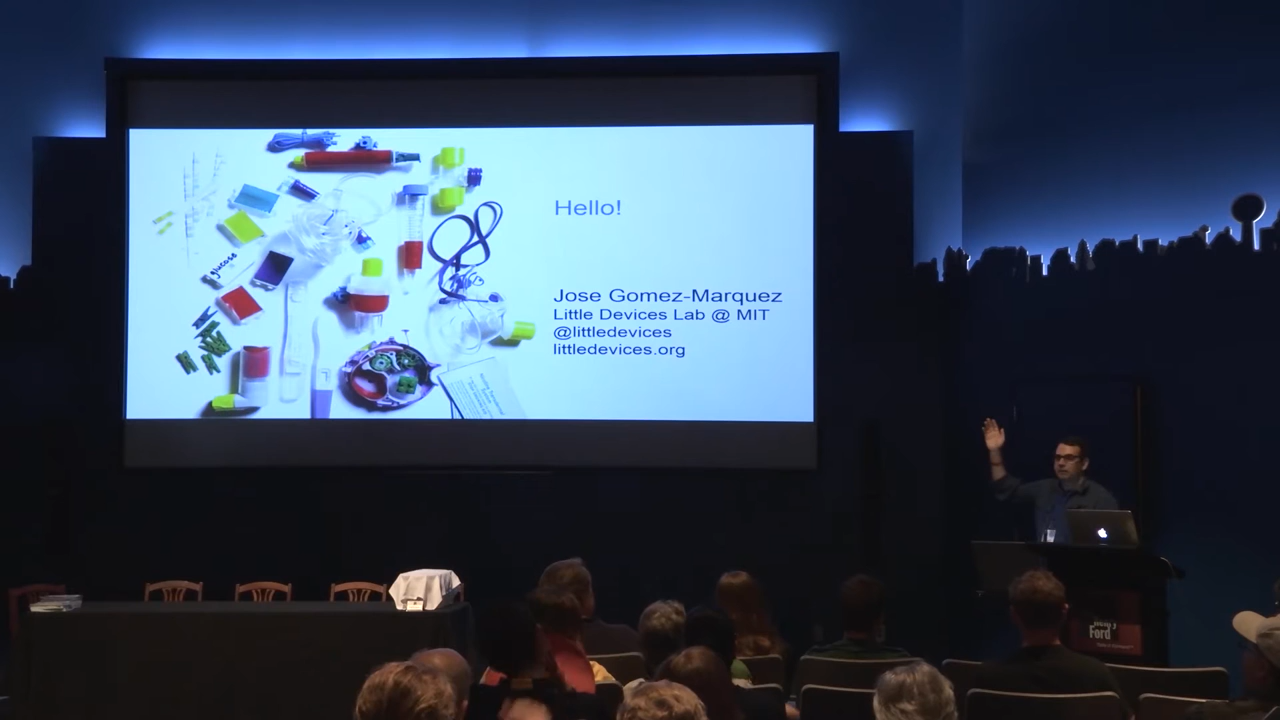 Hello!
Jose Gomez-Marquez
Little Devices Lab @ MIT
@littledevices
littledevices.org
glucose
Ford